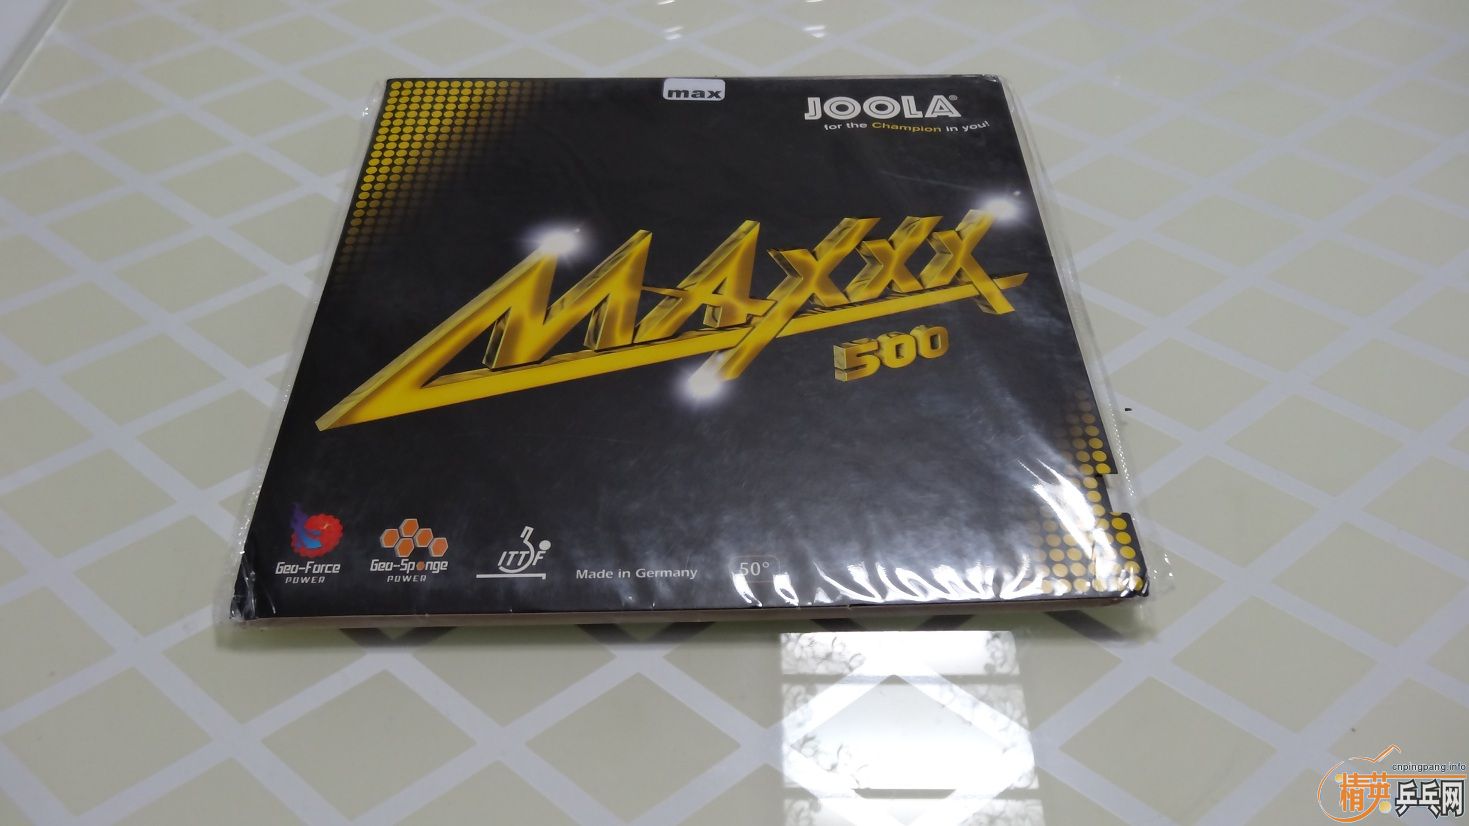 max
JOOLA®
for the Champion in you!
MAXXX
500
Geo-Force
POWER
Geo-Sponge
POWER
ITTF
Made in Germany
50°
cnpingpang.info
精英乒乓网